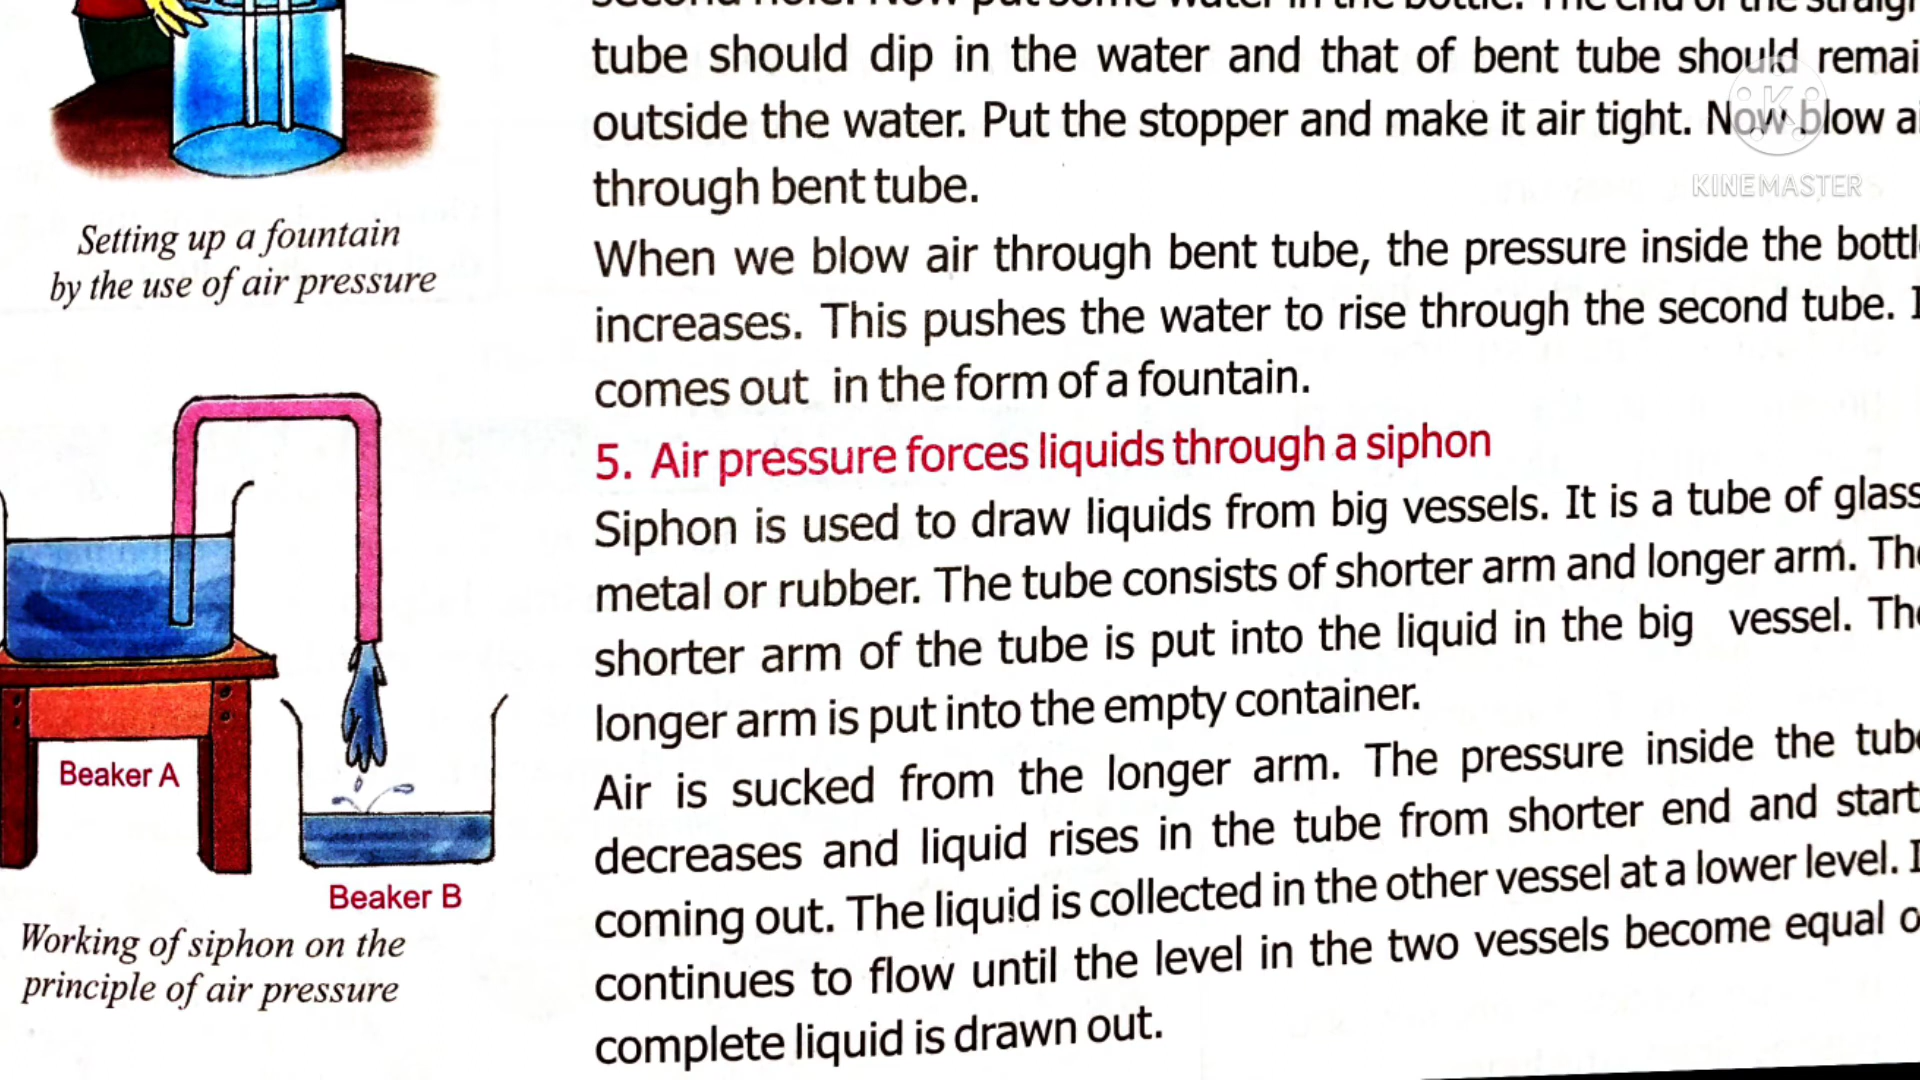 tube should dip in the water and that of bent tube should
outside the water. Put the stopper and make it air tight. Now blow
through bent tube.
When we blow air through bent tube, the pressure inside the
increases. This pushes the water to rise through the second tube.
comes out in the form of a fountain.
5. Air pressure forces liquids through a siphon
Siphon is used to draw liquids from big vessels. It is a tube of glass
metal or rubber. The tube consists of shorter arm and longer arm.
shorter arm of the tube is put into the liquid in the big vessel.
longer arm is put into the empty container.
Air is sucked from the longer arm. The pressure inside the
decreases and liquid rises in the tube from shorter end and
coming out. The liquid is collected in the other vessel at a lower level.
continues to flow until the level in the two vessels become equal
complete liquid is drawn out.
Setting up a fountain
by the use of air pressure
Beaker A
Beaker B
Working of siphon on the
principle of air pressure
KINEMASTER